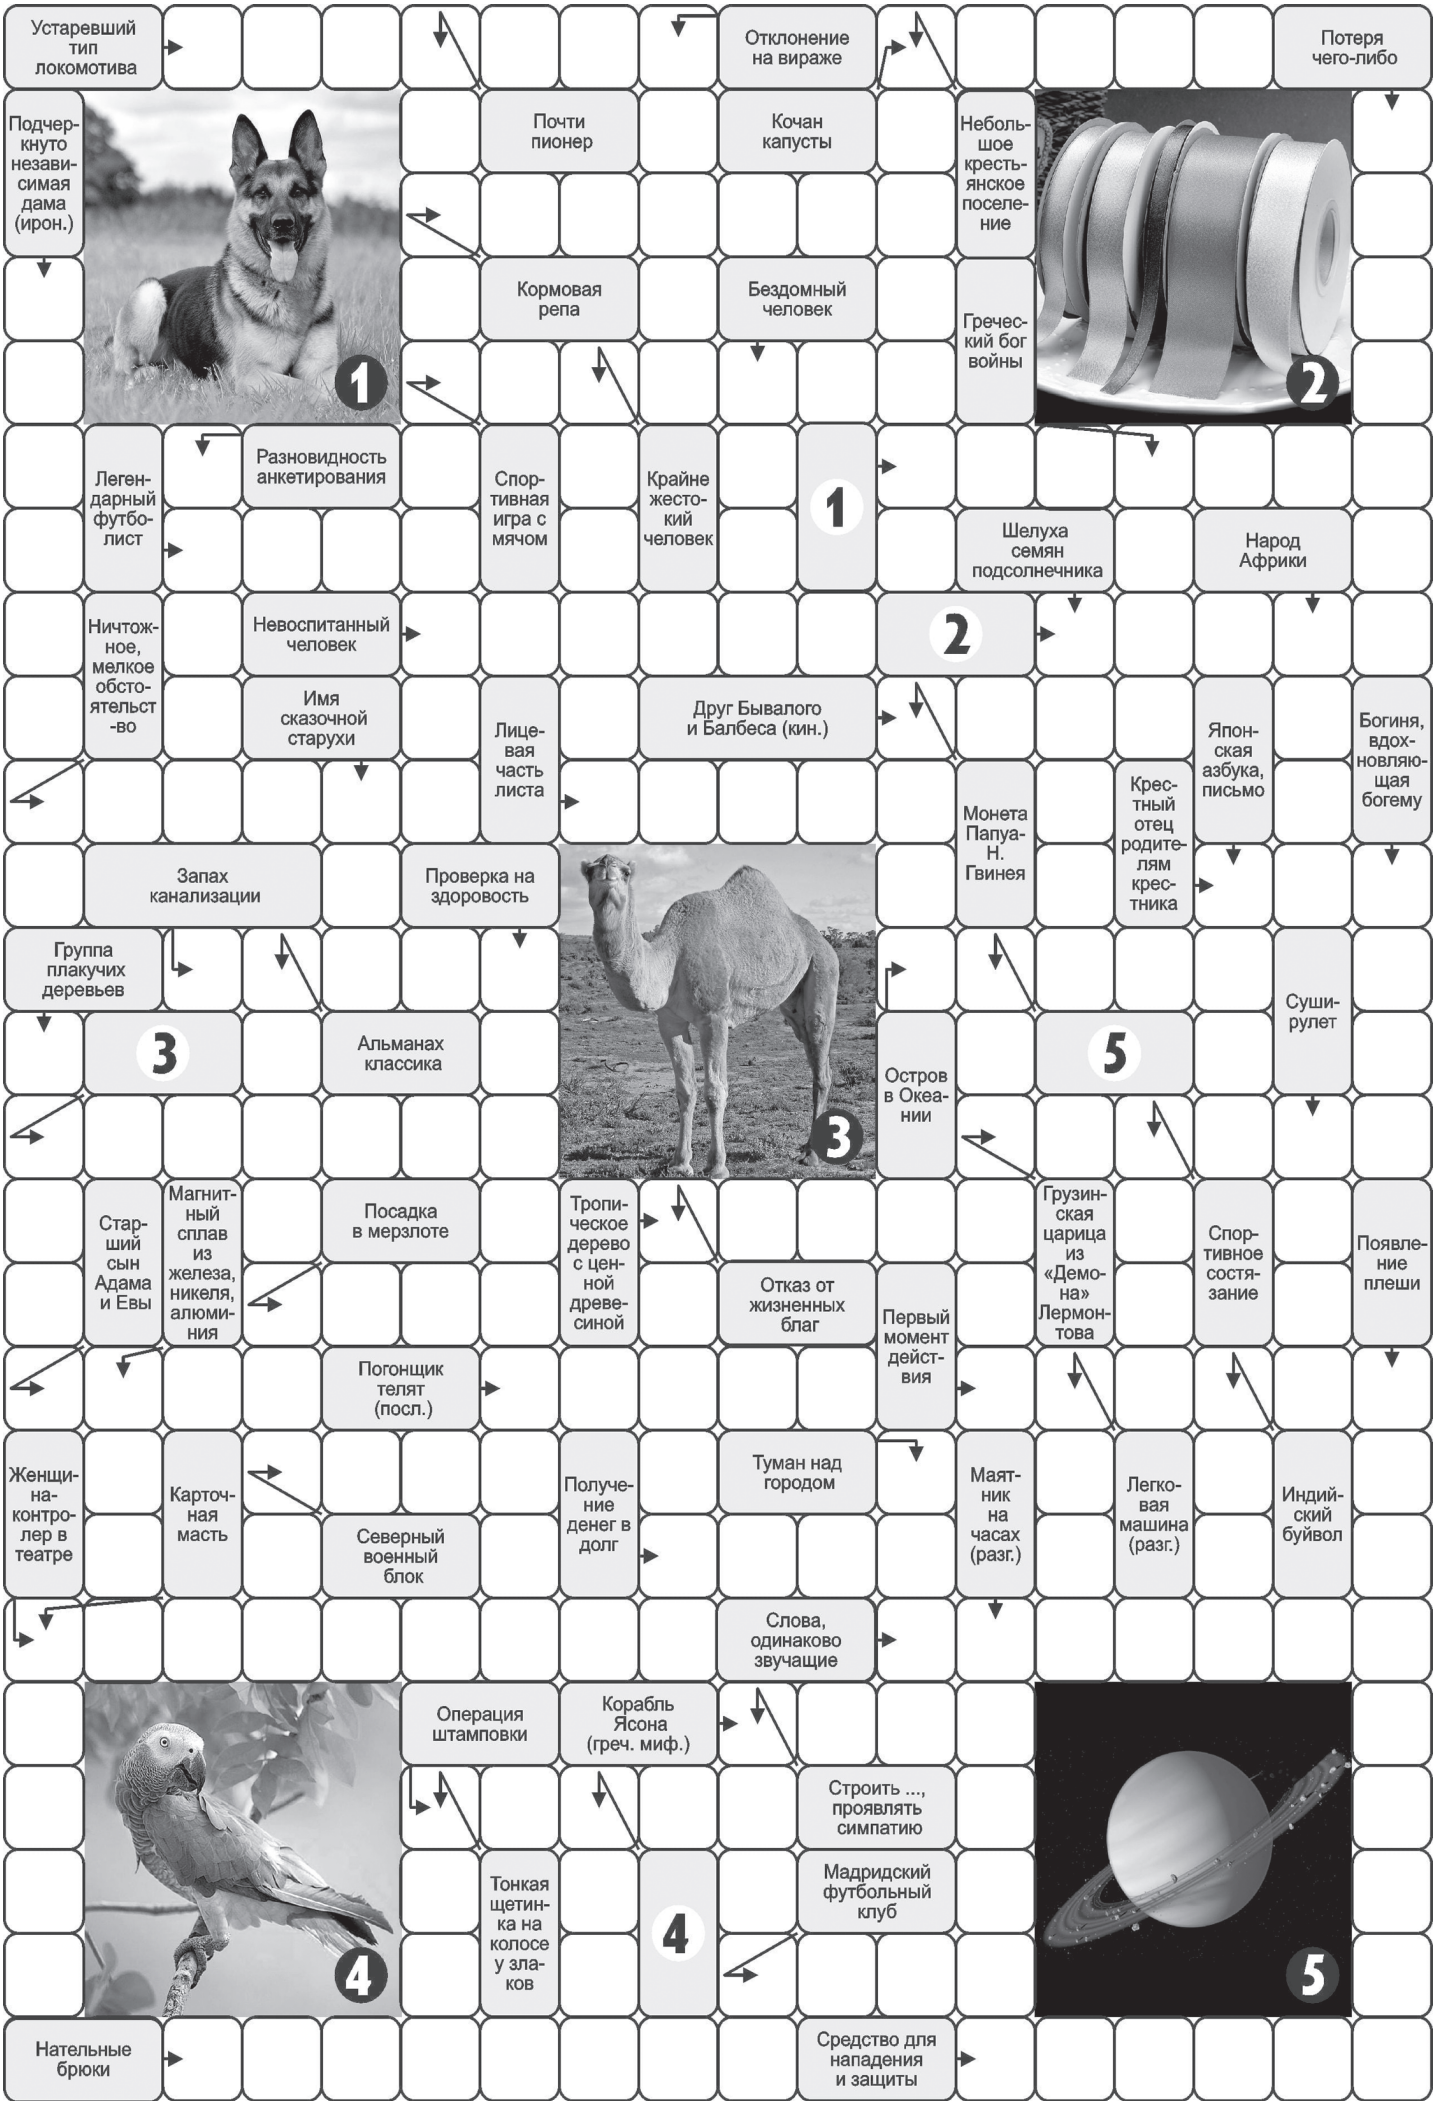 Устаревший
тип
локомотива
Отклонение
на вираже
Потеря
чего-либо
Подчер-
кнуто
незави-
симая
дама
(ирон.)
Почти
пионер
Кочан
капусты
Неболь-
шое
кресть-
янское
поселе-
ние
Кормовая
репа
Бездомный
человек
Гречес-
кий бог
войны
1
2
Леген-
дарный
футбо-
лист
Разновидность
анкетирования
Спор-
тивная
игра с
мячом
Крайне
жесто-
кий
человек
1
Шелуха
семян
подсолнечника
Народ
Африки
Ничтож-
ное,
мелкое
обсто-
ятельст
-во
Невоспитанный
человек
2
Имя
сказочной
старухи
Лице-
вая
часть
листа
Друг Бывалого
и Балбеса (кин.)
Япон-
ская
азбука,
письмо
Богиня,
вдох-
новляю-
щая
богему
Монета
Папуа-
Н.
Гвинея
Крес-
тный
отец
родите-
лям
крес-
тника
Запах
канализации
Проверка на
здоровость
Группа
плакучих
деревьев
Суши-
рулет
3
Альманах
классика
Остров
в Океа-
нии
5
3
Стар-
ший
сын
Адама
и Евы
Магнит-
ный
сплав
из
железа,
никеля,
алюми-
ния
Посадка
в мерзлоте
Тропи-
ческое
дерево
с цен-
ной
древе-
синой
Грузин-
ская
царица
из
«Демо-
на»
Лермон-
това
Спор-
тивное
состя-
зание
Появле-
ние
плеши
Отказ от
жизненных
благ
Первый
момент
дейст-
вия
Погонщик
телят
(посл.)
Женщи-
на-
контро-
лер в
театре
Карточ-
ная
масть
Получе-
ние
денег в
долг
Туман над
городом
Маят-
ник
на
часах
(разг.)
Легко-
вая
машина
(разг.)
Индий-
ский
буйвол
Северный
военный
блок
Слова,
одинаково
звучащие
Операция
штамповки
Корабль
Ясона
(греч. миф.)
Строить ...,
проявлять
симпатию
Тонкая
щетин-
ка на
колосе
у зла-
ков
4
Мадридский
футбольный
клуб
4
5
Нательные
брюки
Средство для
нападения
и защиты